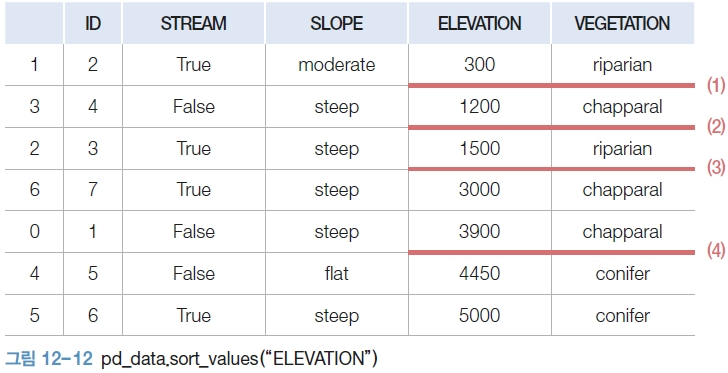 ID STREAM SLOPE ELEVATION VEGETATION
1 2 True moderate 300 riparian
(1)
3 4 False steep 1200 chapparal
(2)
2 3 True steep 1500 riparian
(3)
6 7 True steep 3000 chapparal
0 1 False steep 3900 chapparal
(4)
4 5 False flat 4450 conifer
5 6 True steep 5000 conifer
그림 12-12 pd_data.sort_values(“ELEVATION”)